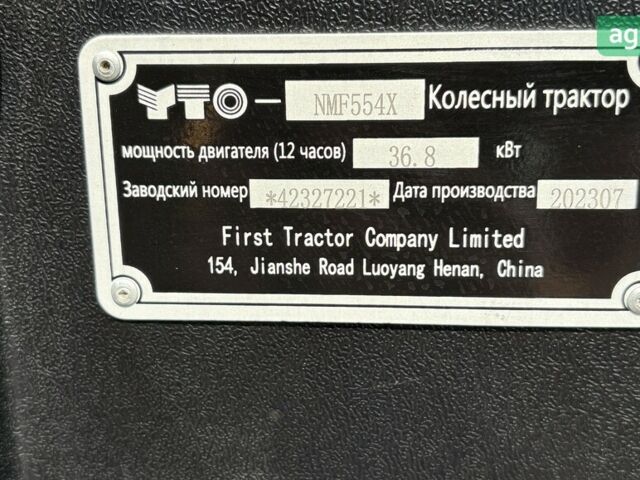 ag
YTO – NMF554X Колесный трактор
мощность двигателя (12 часов) 36.8 кВт
Заводский номер *42327221* Дата производства 202307
First Tractor Company Limited
154, Jianshe Road Luoyang Henan, China